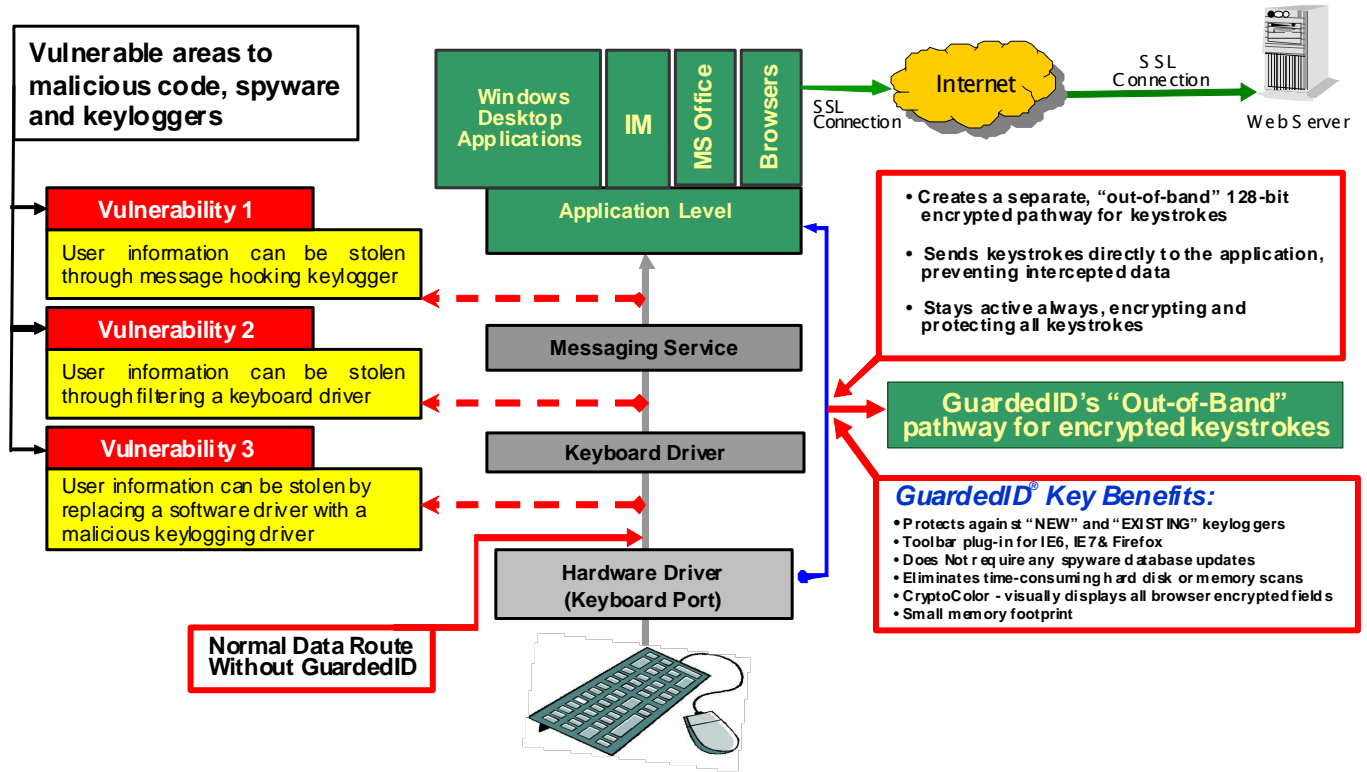 Vulnerable areas to
malicious code, spyware
and keyloggers
Vulnerability 1
User information can be stolen
through message hooking keylogger
Vulnerability 2
User information can be stolen
through filtering a keyboard driver
Vulnerability 3
User information can be stolen by
replacing a software driver with a
malicious keylogging driver
Normal Data Route
Without GuardedID
Windows
Desktop
Applications
IM
MS Office
Browsers
Application Level
Messaging Service
Keyboard Driver
Hardware Driver
(Keyboard Port)
SSL
Connection
Internet
SSL
Connection
Web Server
• Creates a separate, “out-of-band” 128-bit
encrypted pathway for keystrokes
• Sends keystrokes directly to the application,
preventing intercepted data
• Stays active always, encrypting and
protecting all keystrokes
GuardedID’s “Out-of-Band”
pathway for encrypted keystrokes
GuardedID® Key Benefits:
• Protects against “NEW” and “EXISTING” keyloggers
• Toolbar plug-in for IE6, IE7 & Firefox
• Does Not require any spyware database updates
• Eliminates time-consuming hard disk or memory scans
• CryptoColor - visually displays all browser encrypted fields
• Small memory footprint